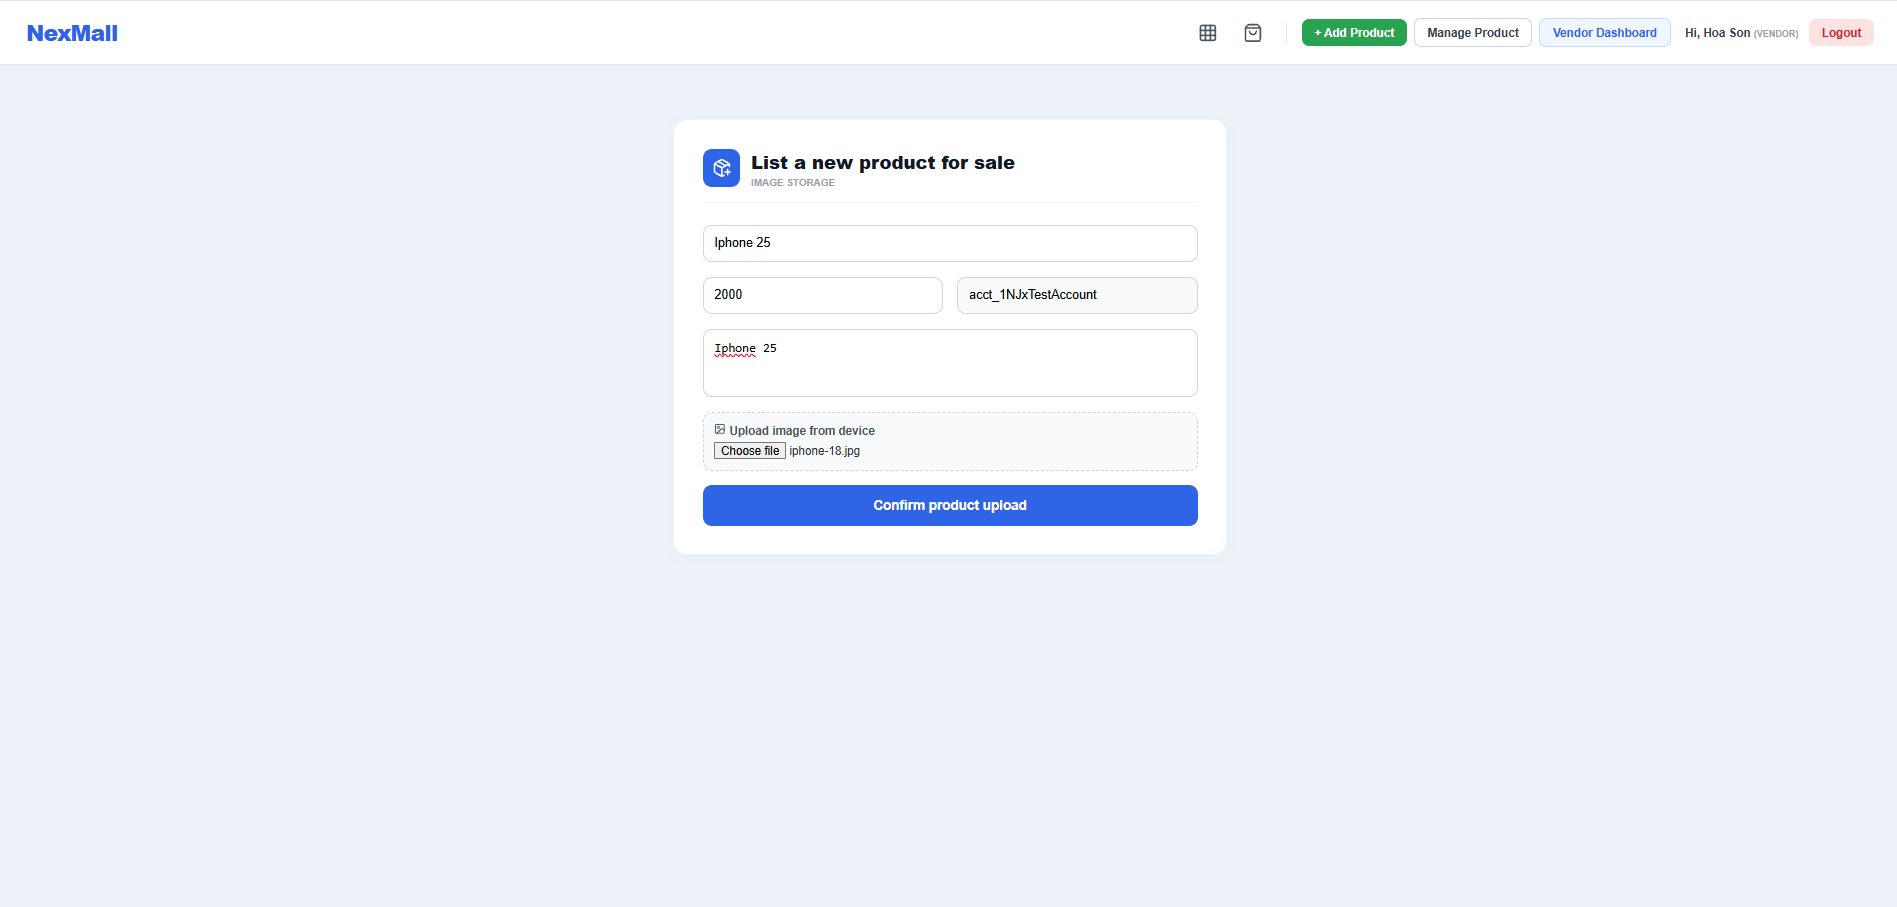 NexMall
+ Add Product
Manage Product
Vendor Dashboard
Hi, Hoa Son (VENDOR)
Logout
List a new product for sale
IMAGE STORAGE
Iphone 25
2000
acct_1NJxTestAccount
Iphone 25
Upload image from device
Choose file iphone-18.jpg
Confirm product upload